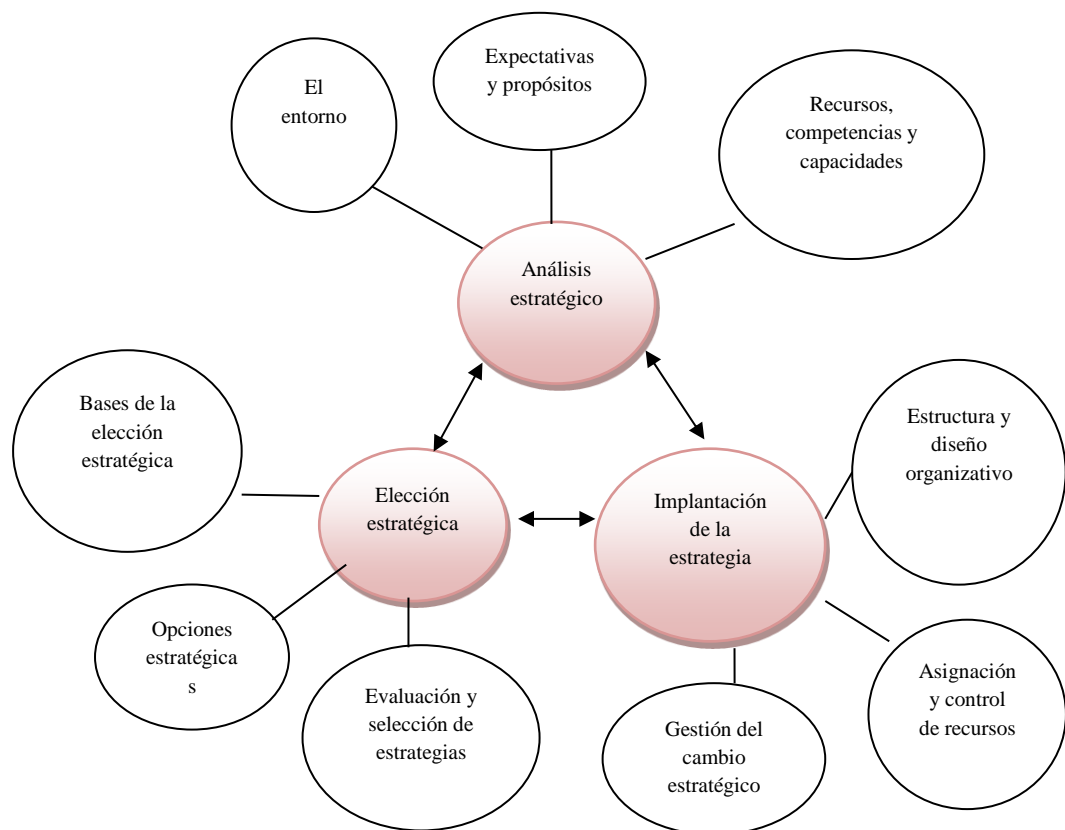 El
entorno
Expectativas
y propósitos
Recursos,
competencias y
capacidades
Análisis
estratégico
Bases de la
elección
estratégica
Elección
estratégica
Implantación
de la
estrategia
Estructura y
diseño
organizativo
Opciones
estratégica
s
Evaluación y
selección de
estrategias
Gestión del
cambio
estratégico
Asignación
y control
de recursos